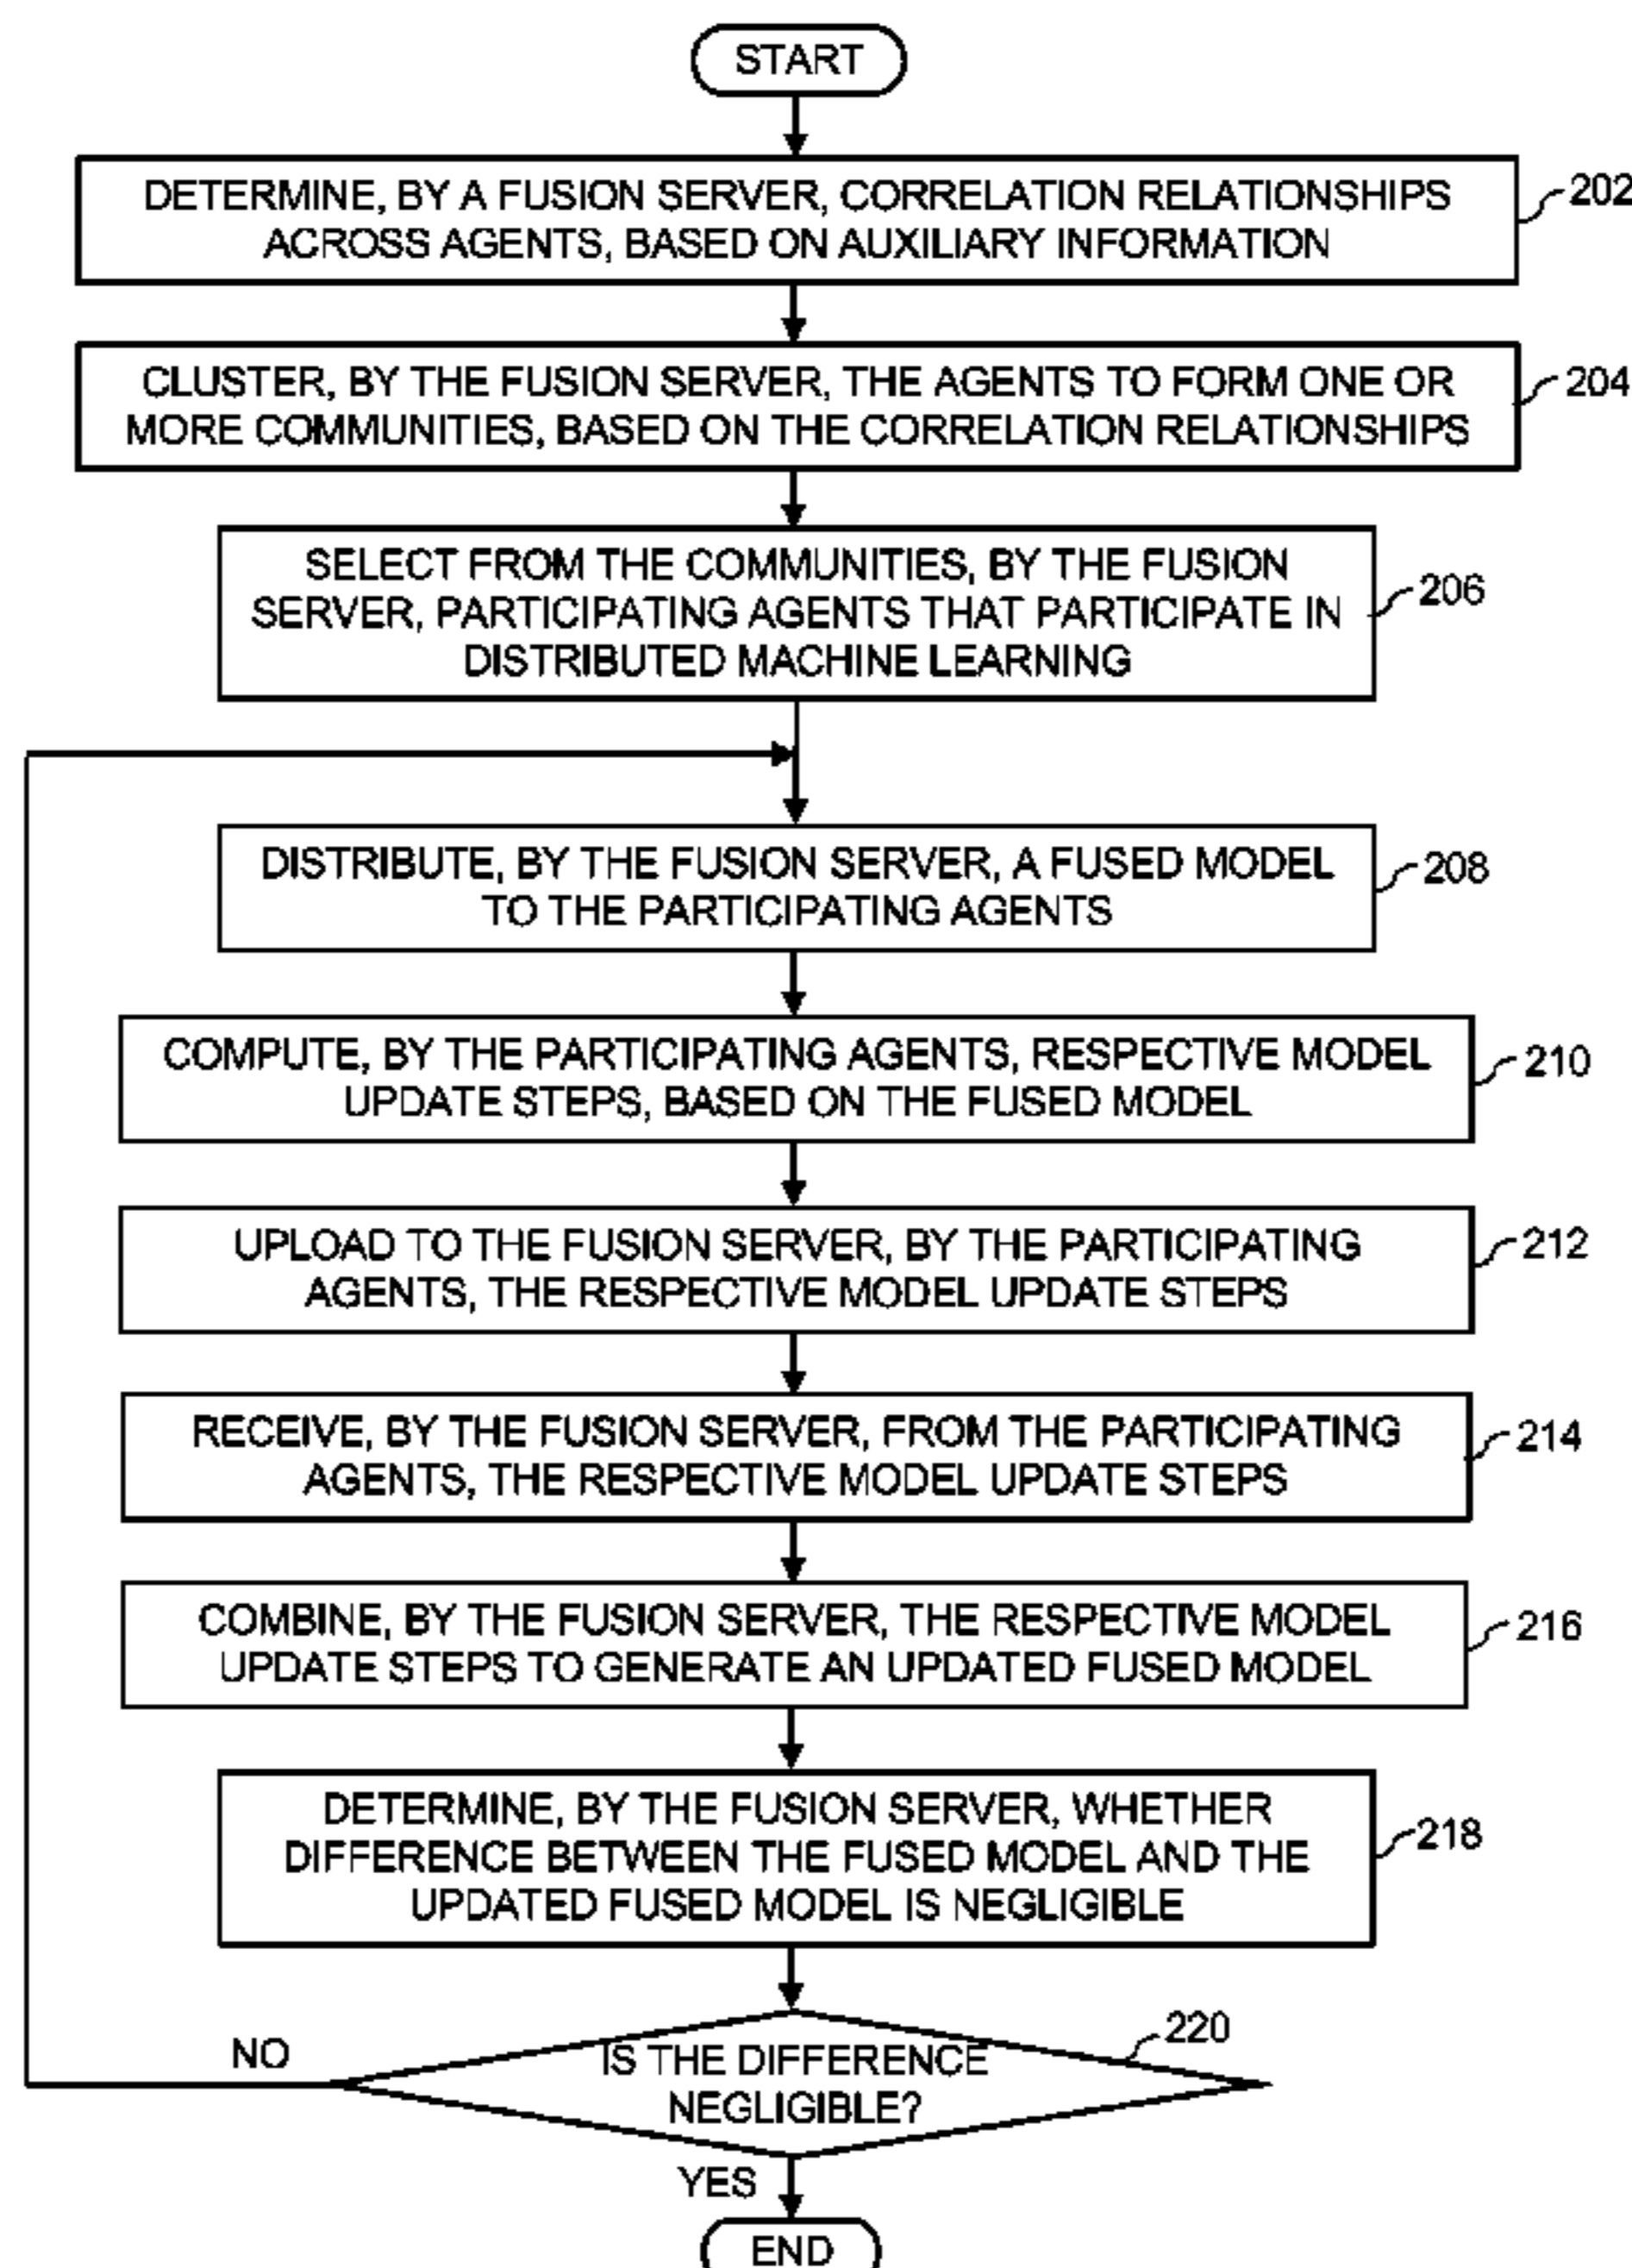 START
DETERMINE, BY A FUSION SERVER, CORRELATION RELATIONSHIPS
ACROSS AGENTS, BASED ON AUXILIARY INFORMATION
202
CLUSTER, BY THE FUSION SERVER, THE AGENTS TO FORM ONE OR
MORE COMMUNITIES, BASED ON THE CORRELATION RELATIONSHIPS
204
SELECT FROM THE COMMUNITIES, BY THE FUSION
SERVER, PARTICIPATING AGENTS THAT PARTICIPATE IN
DISTRIBUTED MACHINE LEARNING
206
DISTRIBUTE, BY THE FUSION SERVER, A FUSED MODEL
TO THE PARTICIPATING AGENTS
208
COMPUTE, BY THE PARTICIPATING AGENTS, RESPECTIVE MODEL
UPDATE STEPS, BASED ON THE FUSED MODEL
210
UPLOAD TO THE FUSION SERVER, BY THE PARTICIPATING
AGENTS, THE RESPECTIVE MODEL UPDATE STEPS
212
RECEIVE, BY THE FUSION SERVER, FROM THE PARTICIPATING
AGENTS, THE RESPECTIVE MODEL UPDATE STEPS
214
COMBINE, BY THE FUSION SERVER, THE RESPECTIVE MODEL
UPDATE STEPS TO GENERATE AN UPDATED FUSED MODEL
216
DETERMINE, BY THE FUSION SERVER, WHETHER
DIFFERENCE BETWEEN THE FUSED MODEL AND THE
UPDATED FUSED MODEL IS NEGLIGIBLE
218
220
NO
IS THE DIFFERENCE
NEGLIGIBLE?
YES
END